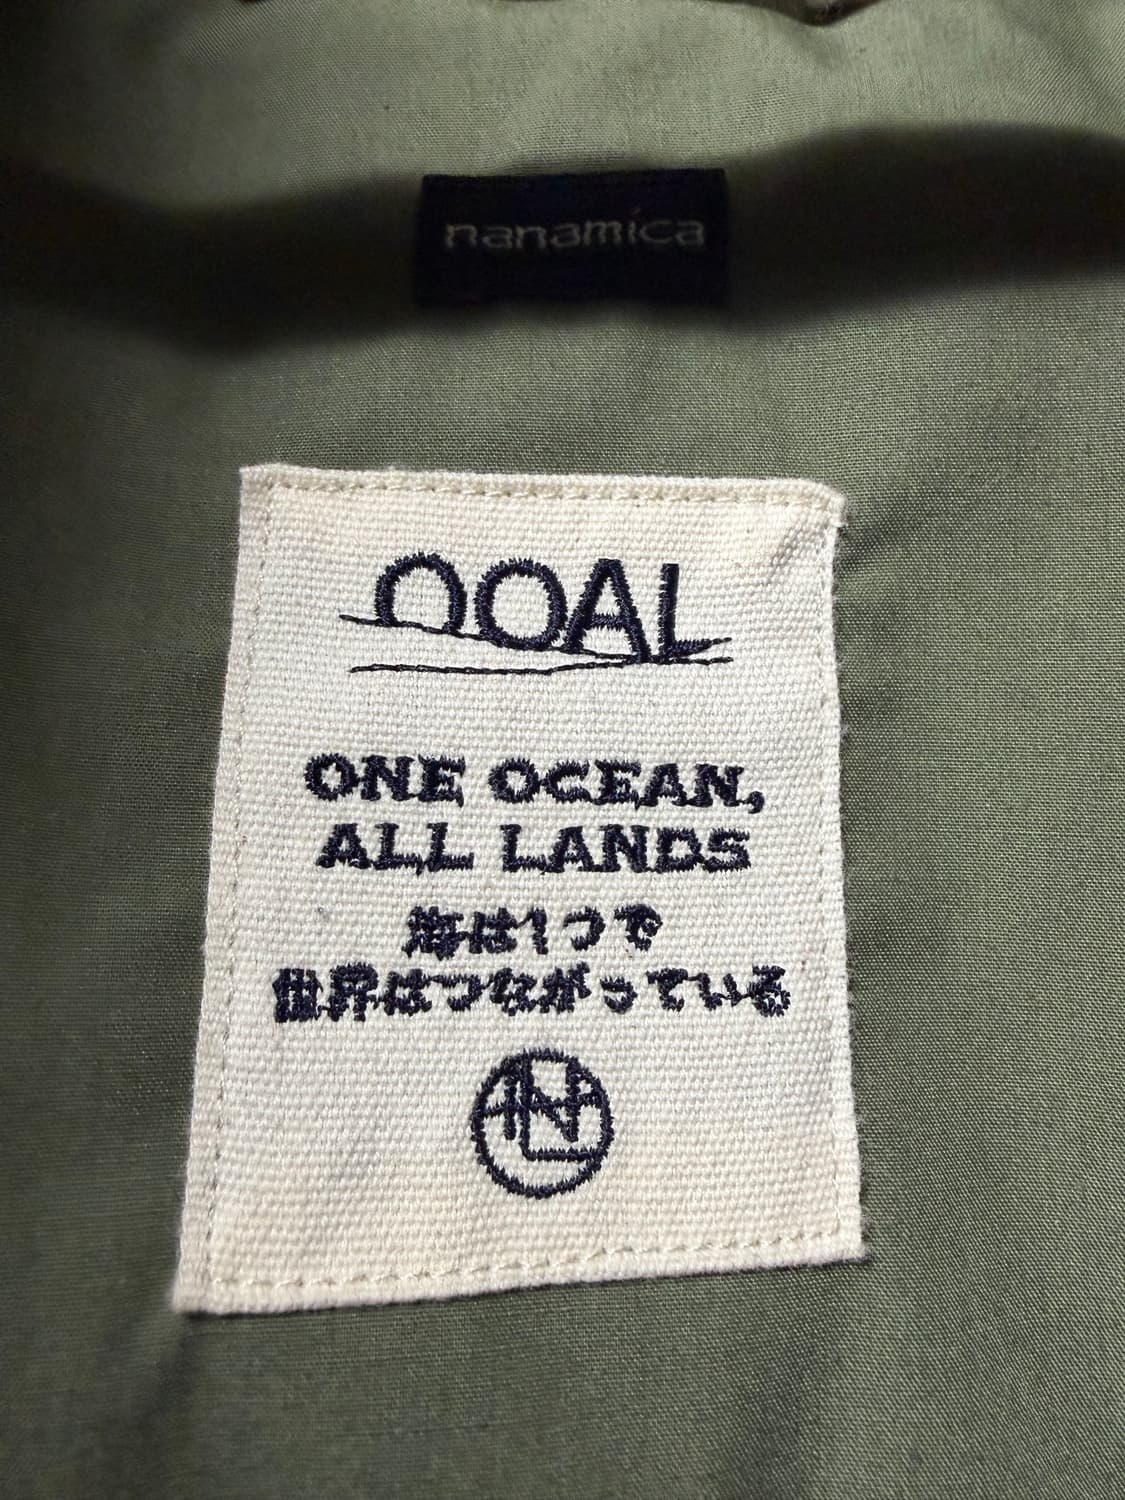 nanamica
OOAL
ONE OCEAN,
ALL LANDS
海は1つで
世界はつながっている